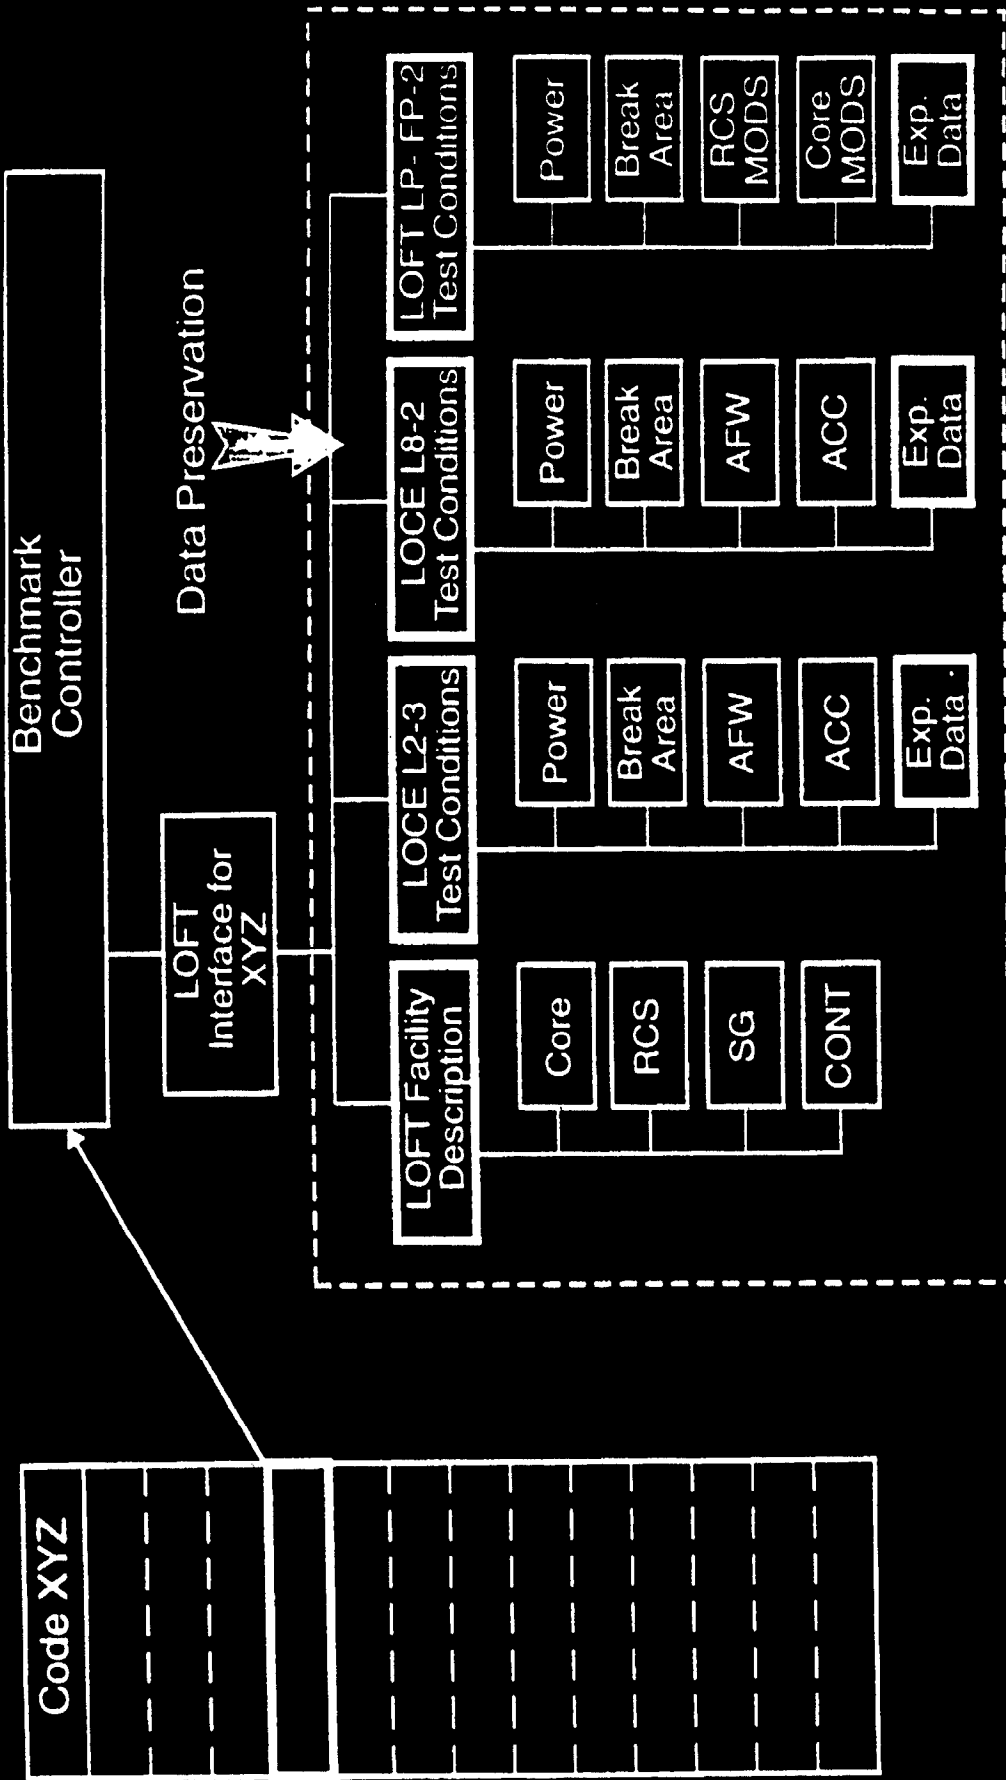 Code XYZ
Benchmark
Controller
LOFT
Interface for
XYZ
Data Preservation
LOFT Facility
Description
Core
RCS
SG
CONT
LOCE L2-3
Test Conditions
Power
Break
Area
AFW
ACC
Exp.
Data
LOCE L8-2
Test Conditions
Power
Break
Area
AFW
ACC
Exp.
Data
LOFT LP-FP-2
Test Conditions
Power
Break
Area
RCS
MODS
Core
MODS
Exp.
Data